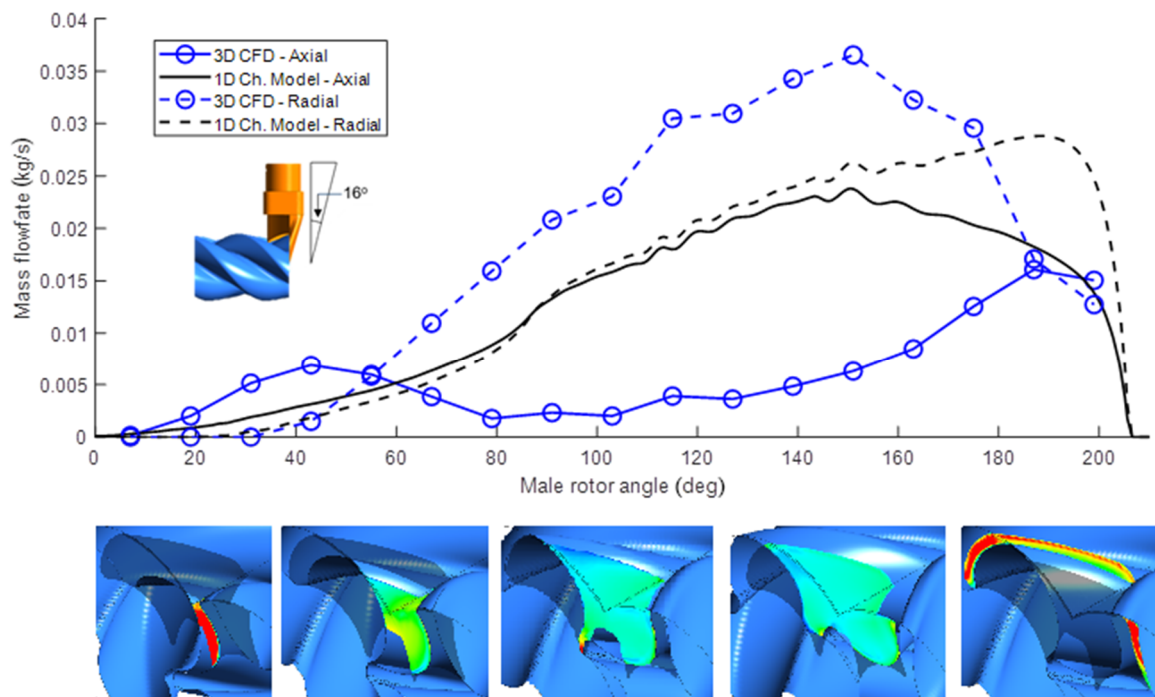 0.04
0.035
0.03
0.025
0.02
0.015
0.01
0.005
0
Mass flowfate (kg/s)
3D CFD - Axial
1D Ch. Model - Axial
3D CFD - Radial
1D Ch. Model - Radial
16º
0 20 40 60 80 100 120 140 160 180 200
Male rotor angle (deg)